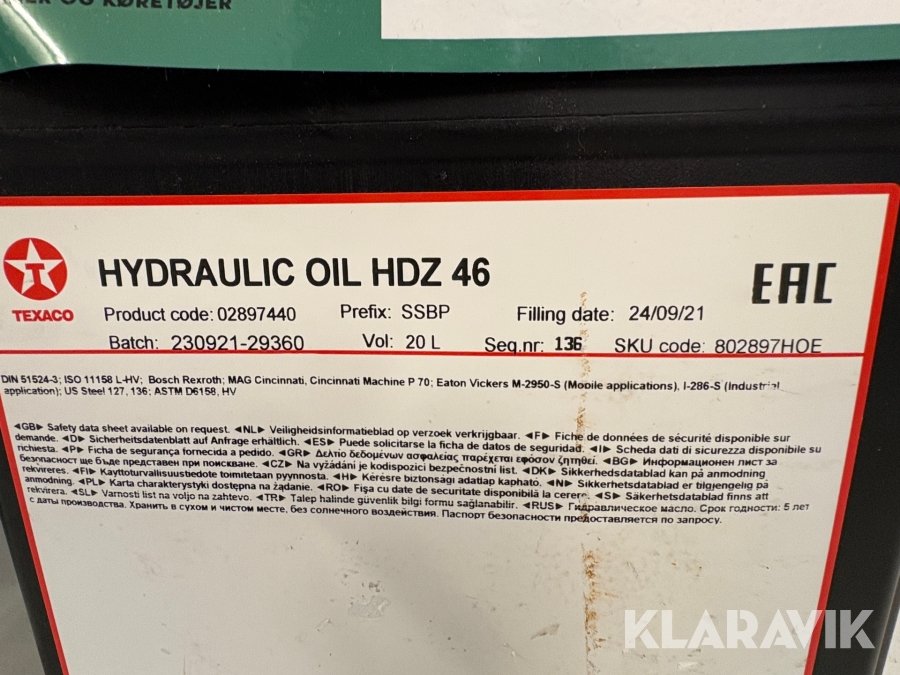 OG KØRETØJER
HYDRAULIC OIL HDZ 46
EAC
TEXACO
Product code: 02897440 Prefix: SSBP Filling date: 24/09/21
Batch: 230921-29360 Vol: 20 L Seq.nr: 136 SKU code: 802897HOE
DIN 51524-3; ISO 11158 L-HV; Bosch Rexroth; MAG Cincinnati, Cincinnati Machine P 70; Eaton Vickers M-2950-S (Mobile applications), I-286-S (Industrial
application); US Steel 127, 136; ASTM D6158, HV
◄GB► Safety data sheet available on request. ◄NL► Veiligheidsinformatieblad op verzoek verkrijgbaar. ◄F► Fiche de données de sécurité disponible sur
demande. ◄D► Sicherheitsdatenblatt auf Anfrage erhältlich. ◄ES► Puede solicitarse la ficha de datos de seguridad. ◄I► Scheda dati di sicurezza disponibile su
richiesta. ◄P► Ficha de segurança fornecida a pedido. ◄GR► Δελτίο δεδομένων ασφαλείας παρέχεται εφόσον ζητηθεί. ◄BG► Информационен лист за
безопасност ще бъде представен при поискване. ◄CZ► Na vyžádání je kodispozici bezpečnostní list. ◄DK► Sikkerhedsdatablad kan på anmodning
rekvireres. ◄FI► Käyttöturvallisuustiedote toimitetaan pyynnöstä. ◄H► Kérésre biztonsági adatlap kapható. ◄N► Sikkerhetsdatablad er tilgjengelig på
anmodning. ◄PL► Karta charakterystyki dostępna na żądanie. ◄RO► Fişa cu date de securitate disponibilă la cerere. ◄S► Säkerhetsdatablad finns att
rekvirera. ◄SL► Varnosti list na voljo na zahtevo. ◄TR► Talep halinde güvenlik bilgi formu sağlanabilir. ◄RUS► Гидравлическое масло. Срок годности: 5 лет
с даты производства. Хранить в сухом и чистом месте, без солнечного воздействия. Паспорт безопасности предоставляется по запросу.
KLARAVIK